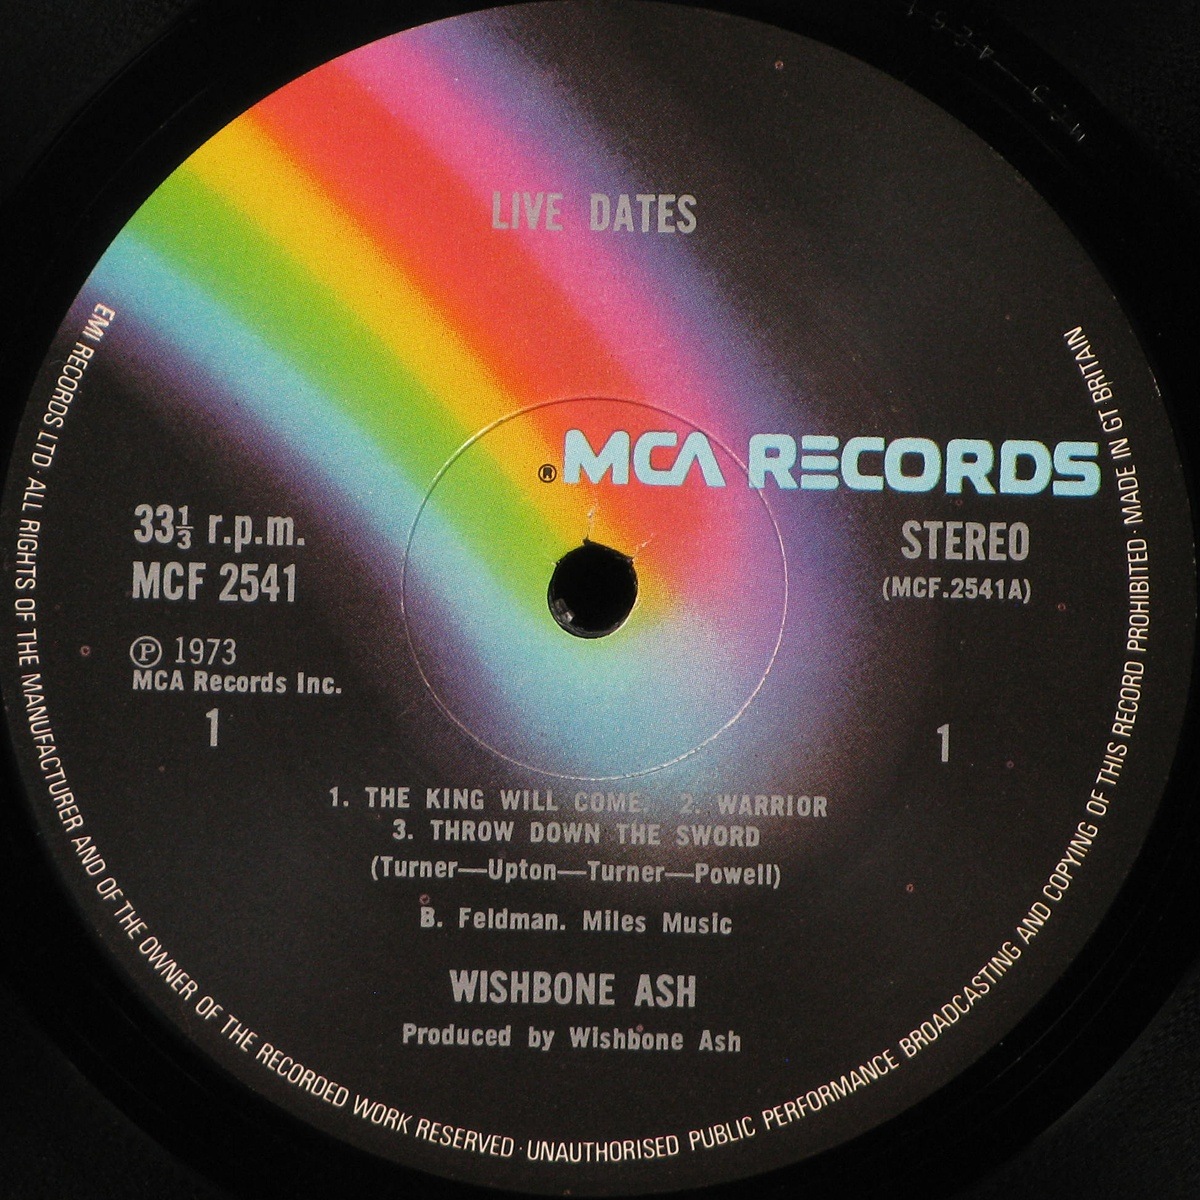 LIVE DATES
® MCA RECORDS
33⅓ r.p.m.
MCF 2541
STEREO
(MCF.2541A)
Ⓟ 1973
MCA Records Inc.
1
1
1. THE KING WILL COME. 2. WARRIOR
3. THROW DOWN THE SWORD
(Turner—Upton—Turner—Powell)
B. Feldman. Miles Music
WISHBONE ASH
Produced by Wishbone Ash
EMI RECORDS LTD. ALL RIGHTS OF THE MANUFACTURER AND OF THE OWNER OF THE RECORDED WORK RESERVED · UNAUTHORISED PUBLIC PERFORMANCE BROADCASTING AND COPYING OF THIS RECORD PROHIBITED · MADE IN GT BRITAIN